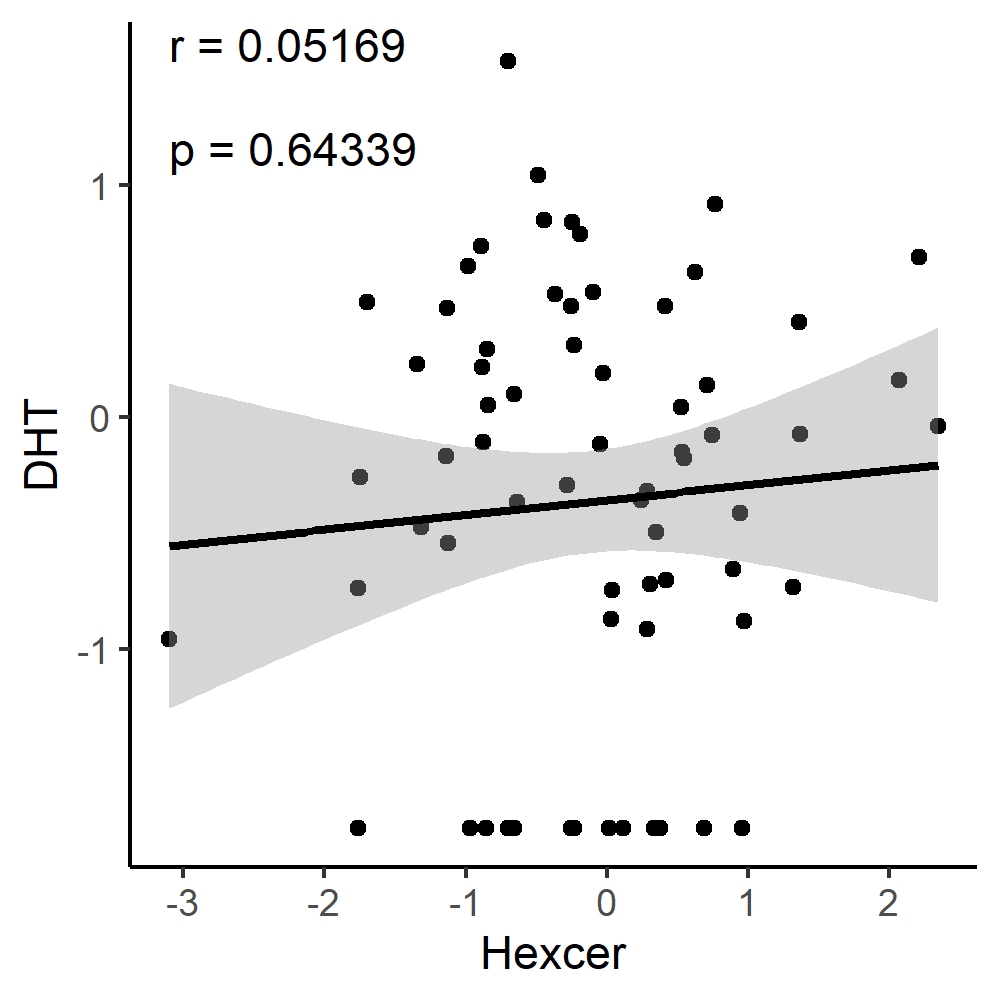 r = 0.05169
p = 0.64339
1
0
-1
DHT
-3 -2 -1 0 1 2
Hexcer